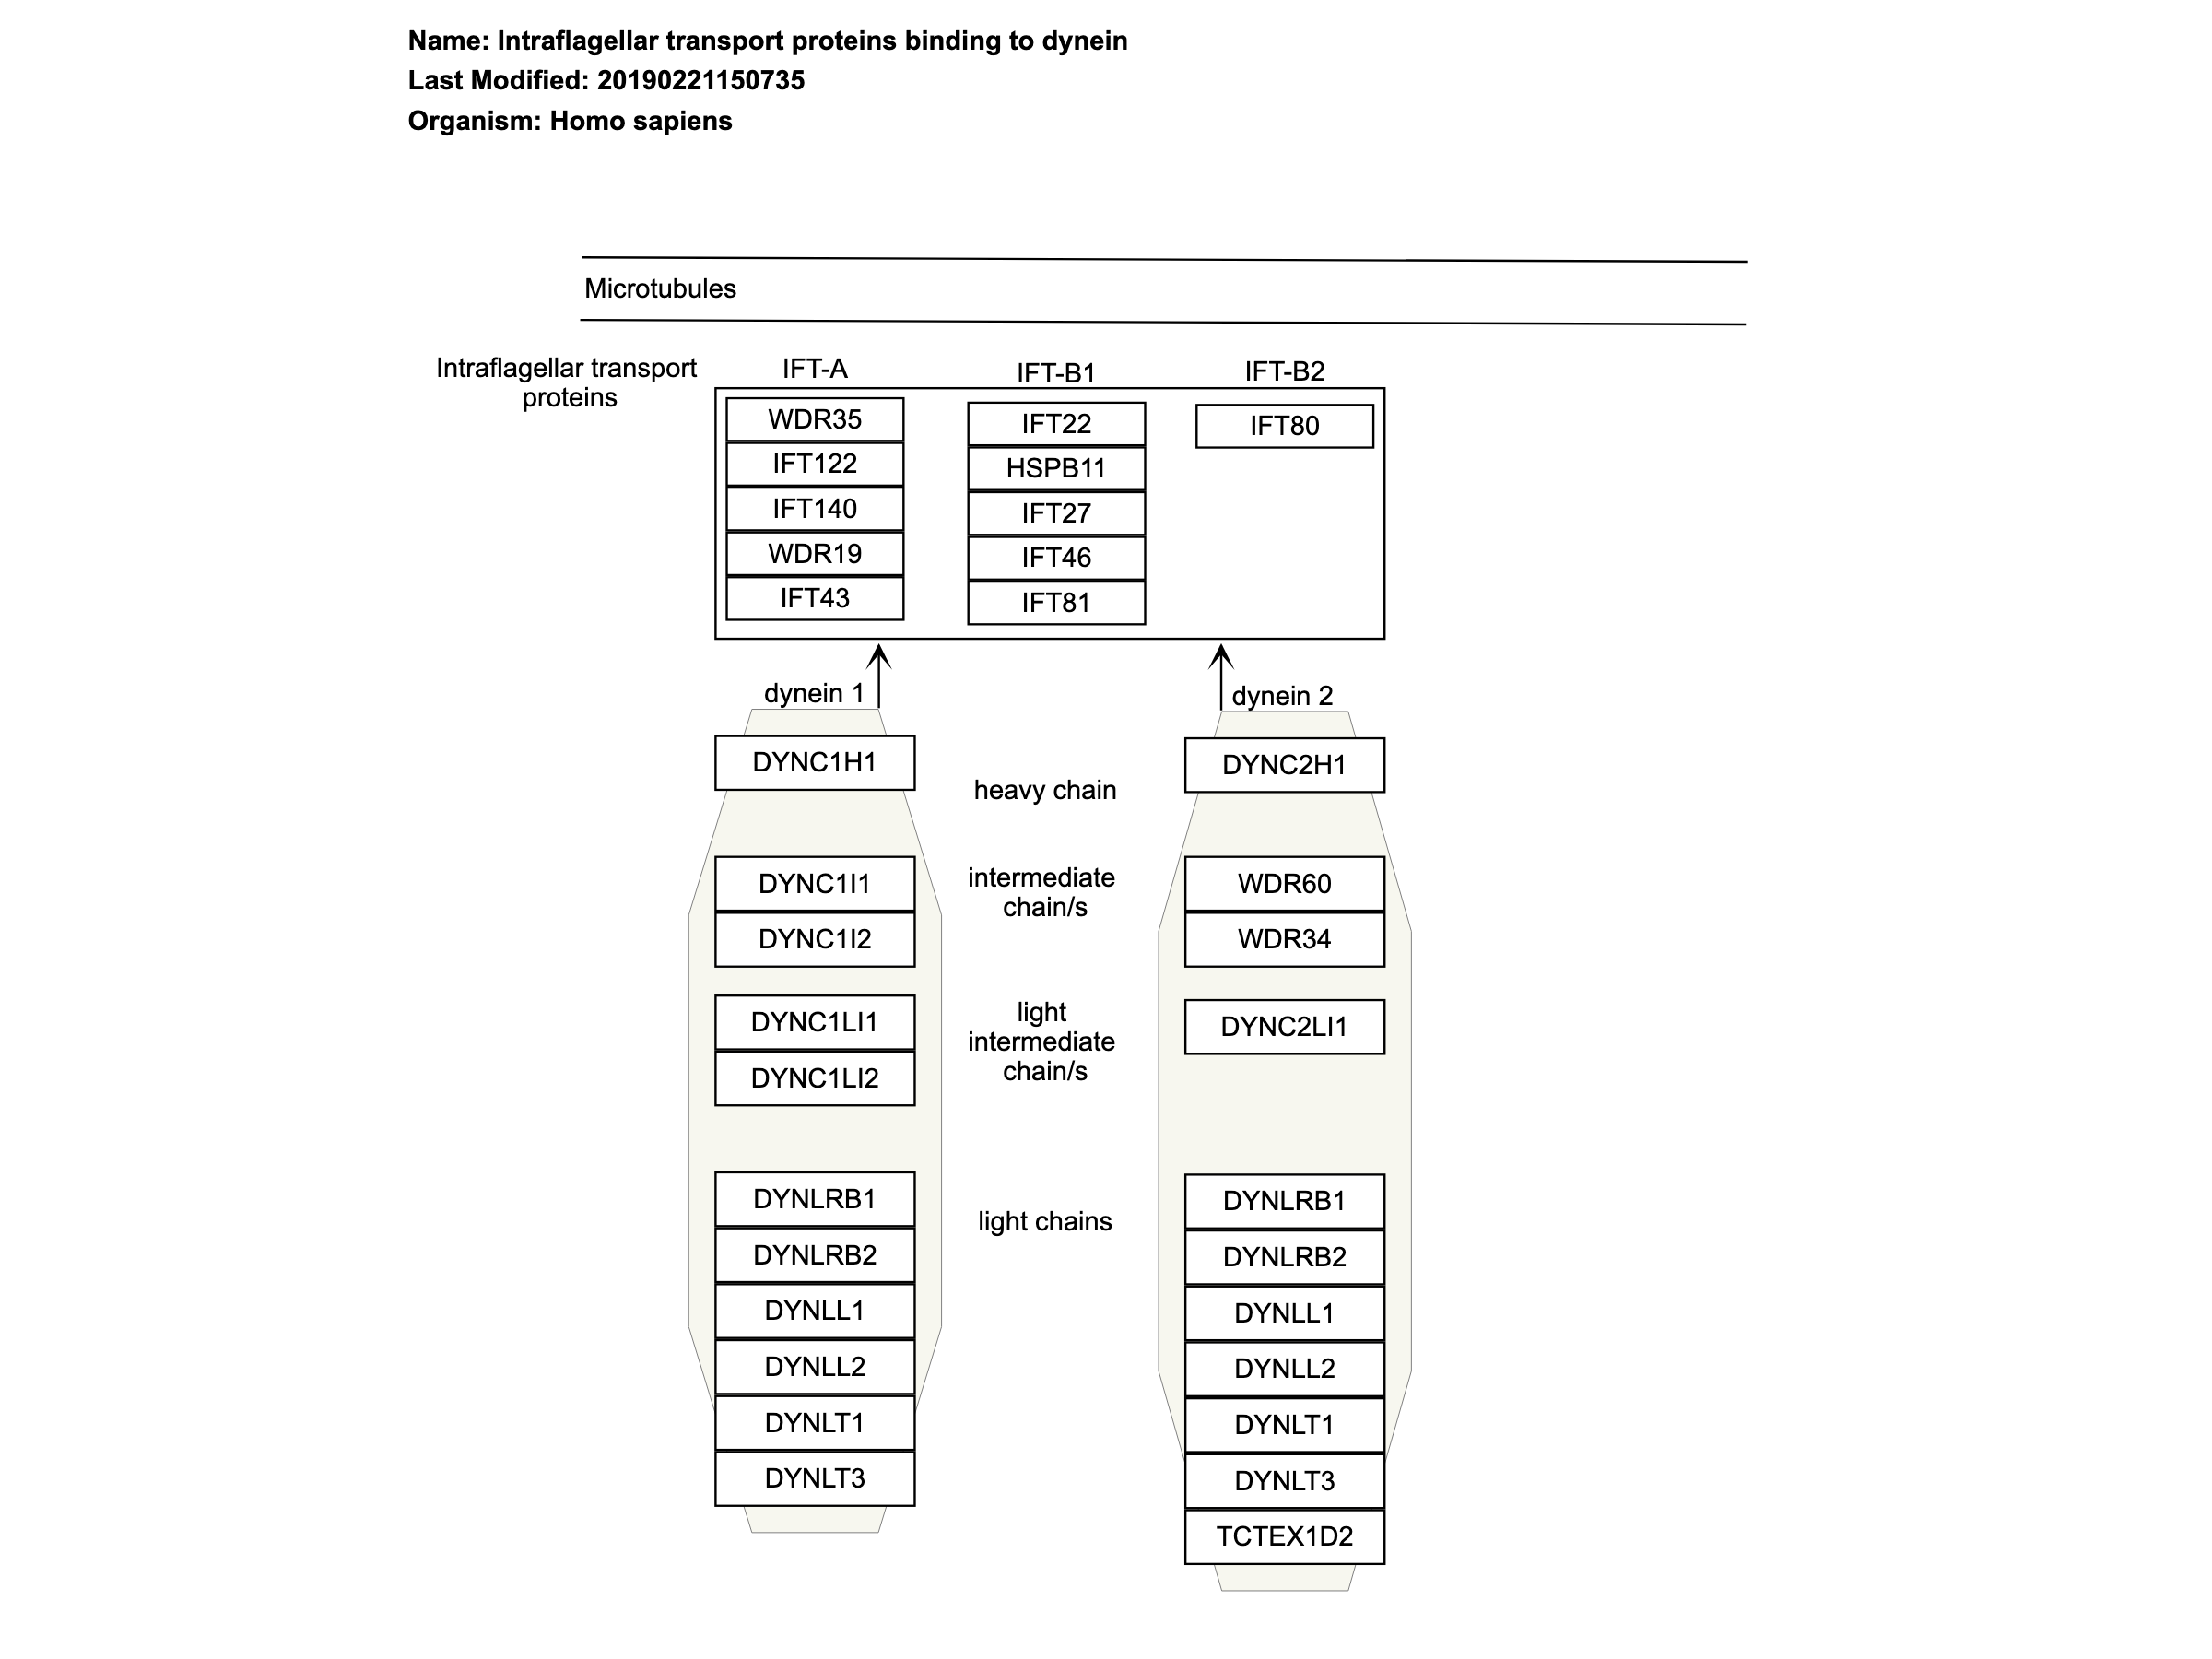 Name: Intraflagellar transport proteins binding to dynein
Last Modified: 20190221150735
Organism: Homo sapiens
Microtubules
Intraflagellar transport
proteins
IFT-A
IFT-B1
IFT-B2
WDR35
IFT122
IFT140
WDR19
IFT43
IFT22
HSPB11
IFT27
IFT46
IFT81
IFT80
dynein 1
dynein 2
DYNC1H1
heavy chain
DYNC2H1
DYNC1I1
DYNC1I2
intermediate
chain/s
WDR60
WDR34
DYNC1LI1
DYNC1LI2
light
intermediate
chain/s
DYNC2LI1
DYNLRB1
DYNLRB2
DYNLL1
DYNLL2
DYNLT1
DYNLT3
light chains
DYNLRB1
DYNLRB2
DYNLL1
DYNLL2
DYNLT1
DYNLT3
TCTEX1D2